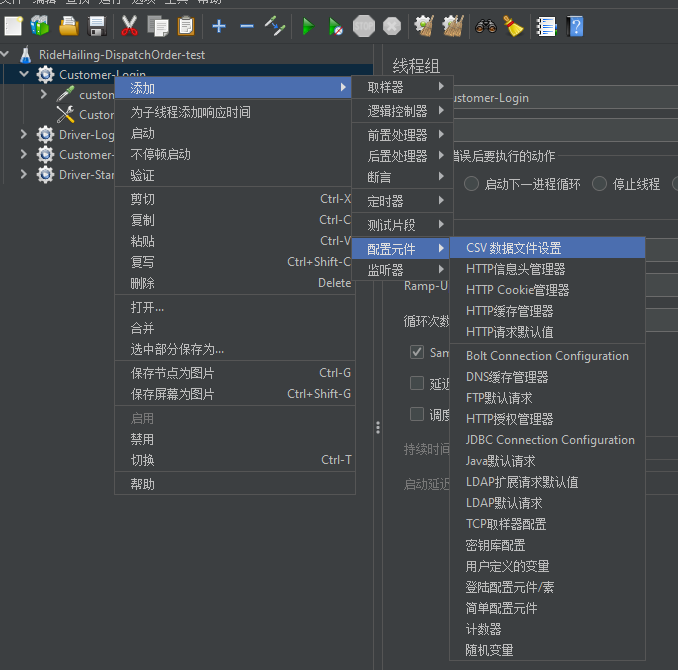 文件 编辑 查找 运行 选项 工具 帮助
RideHailing-DispatchOrder-test
Customer-Login
custom
Custor
Driver-Log
Customer-
Driver-Star
添加
为子线程添加响应时间
启动
不停顿启动
验证
剪切 Ctrl-X
复制 Ctrl-C
粘贴 Ctrl-V
复写 Ctrl+Shift-C
删除 Delete
打开...
合并
选中部分保存为...
保存节点为图片 Ctrl-G
保存屏幕为图片 Ctrl+Shift-G
启用
禁用
切换 Ctrl-T
帮助
取样器
逻辑控制器
前置处理器
后置处理器
断言
定时器
测试片段
配置元件
监听器
线程组
ustomer-Login
错误后要执行的动作
启动下一进程循环 停止线程
Ramp-U
循环次数
Sam
延迟
调度
持续时间
启动延迟
CSV 数据文件设置
HTTP信息头管理器
HTTP Cookie管理器
HTTP缓存管理器
HTTP请求默认值
Bolt Connection Configuration
DNS缓存管理器
FTP默认请求
HTTP授权管理器
JDBC Connection Configuration
Java默认请求
LDAP扩展请求默认值
LDAP默认请求
TCP取样器配置
密钥库配置
用户定义的变量
登陆配置元件/素
简单配置元件
计数器
随机变量